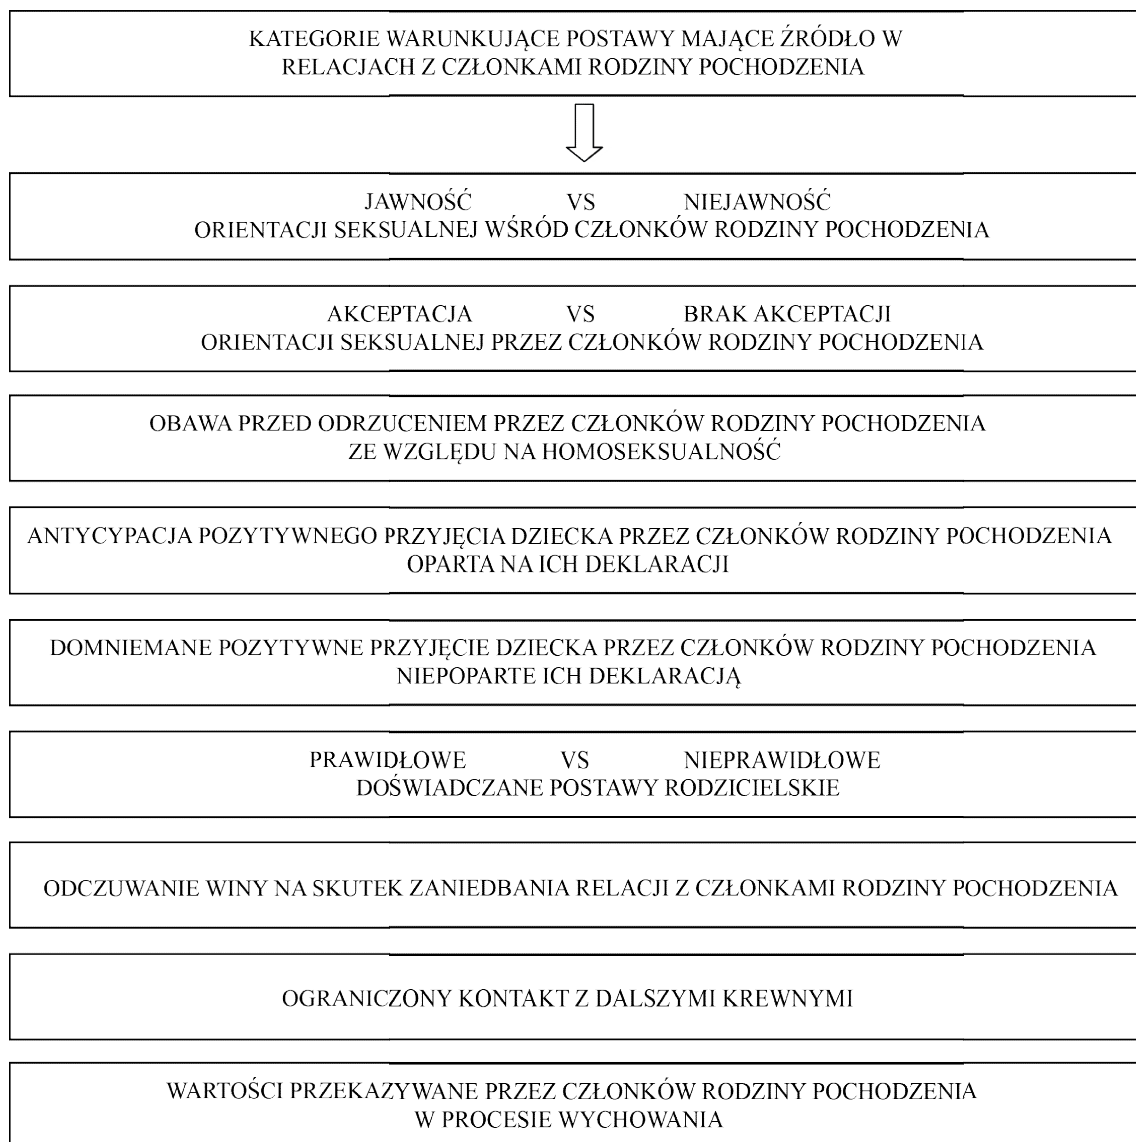 KATEGORIE WARUNKUJĄCE POSTAWY MAJĄCE ŹRÓDŁO W
RELACJACH Z CZŁONKAMI RODZINY POCHODZENIA
JAWNOŚĆ VS NIEJAWNOŚĆ
ORIENTACJI SEKSUALNEJ WŚRÓD CZŁONKÓW RODZINY POCHODZENIA
AKCEPTACJA VS BRAK AKCEPTACJI
ORIENTACJI SEKSUALNEJ PRZEZ CZŁONKÓW RODZINY POCHODZENIA
OBAWA PRZED ODRZUCENIEM PRZEZ CZŁONKÓW RODZINY POCHODZENIA
ZE WZGLĘDU NA HOMOSEKSUALNOŚĆ
ANTYCYPACJA POZYTYWNEGO PRZYJĘCIA DZIECKA PRZEZ CZŁONKÓW RODZINY POCHODZENIA
OPARTA NA ICH DEKLARACJI
DOMNIEMANE POZYTYWNE PRZYJĘCIE DZIECKA PRZEZ CZŁONKÓW RODZINY POCHODZENIA
NIEPOPARTE ICH DEKLARACJĄ
PRAWIDŁOWE VS NIEPRAWIDŁOWE
DOŚWIADCZANE POSTAWY RODZICIELSKIE
ODCZUWANIE WINY NA SKUTEK ZANIEDBANIA RELACJI Z CZŁONKAMI RODZINY POCHODZENIA
OGRANICZONY KONTAKT Z DALSZYMI KREWNYMI
WARTOŚCI PRZEKAZYWANE PRZEZ CZŁONKÓW RODZINY POCHODZENIA
W PROCESIE WYCHOWANIA